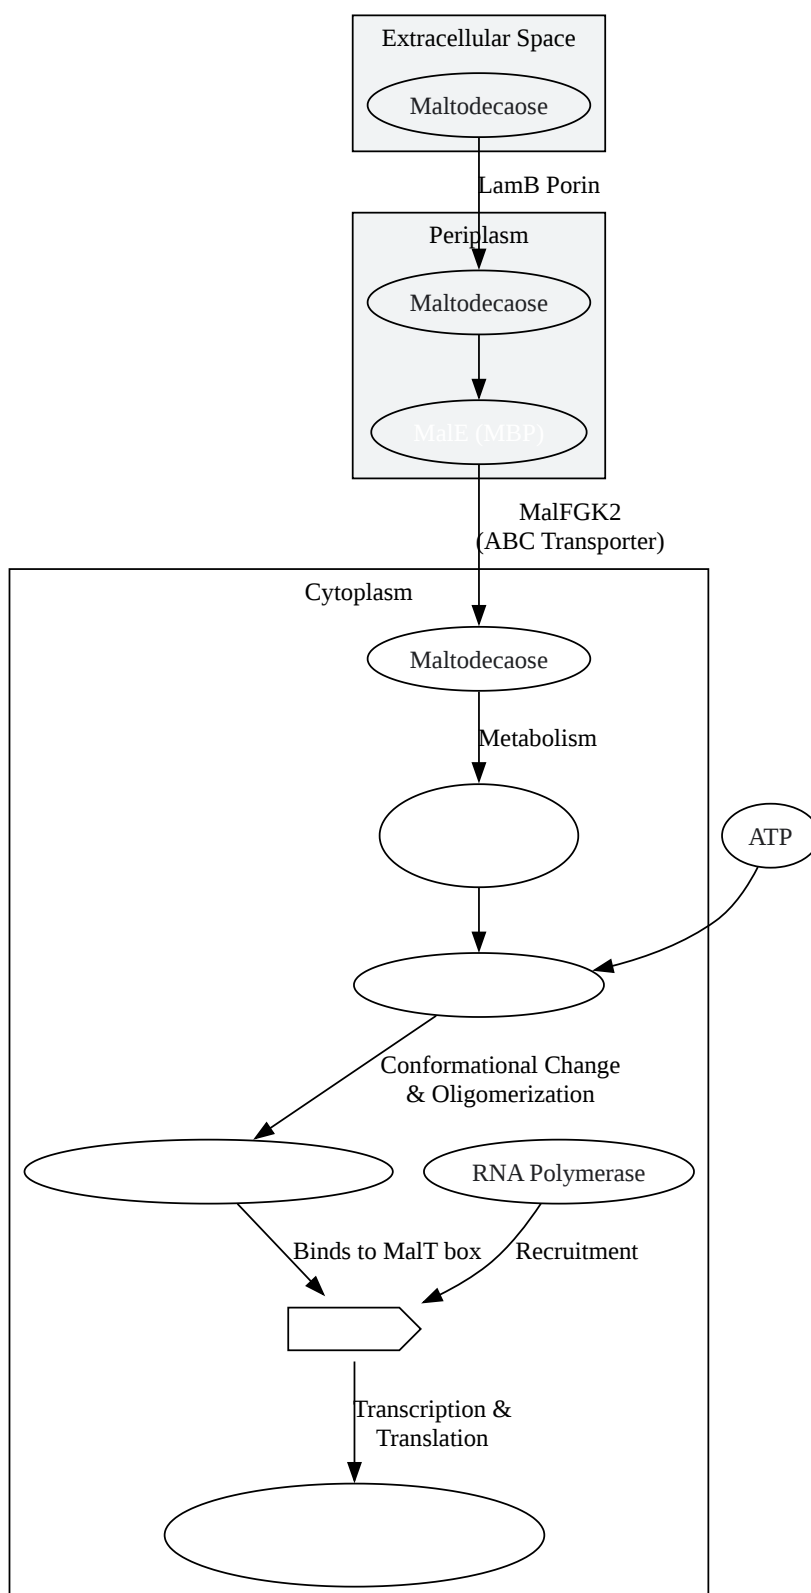 Extracellular Space
Maltodecaose
LamB Porin
Periplasm
Maltodecaose
MalE (MBP)
MalFGK2
(ABC Transporter)
Cytoplasm
Maltodecaose
Metabolism
ATP
Conformational Change
& Oligomerization
RNA Polymerase
Binds to MalT box
Recruitment
Transcription &
Translation